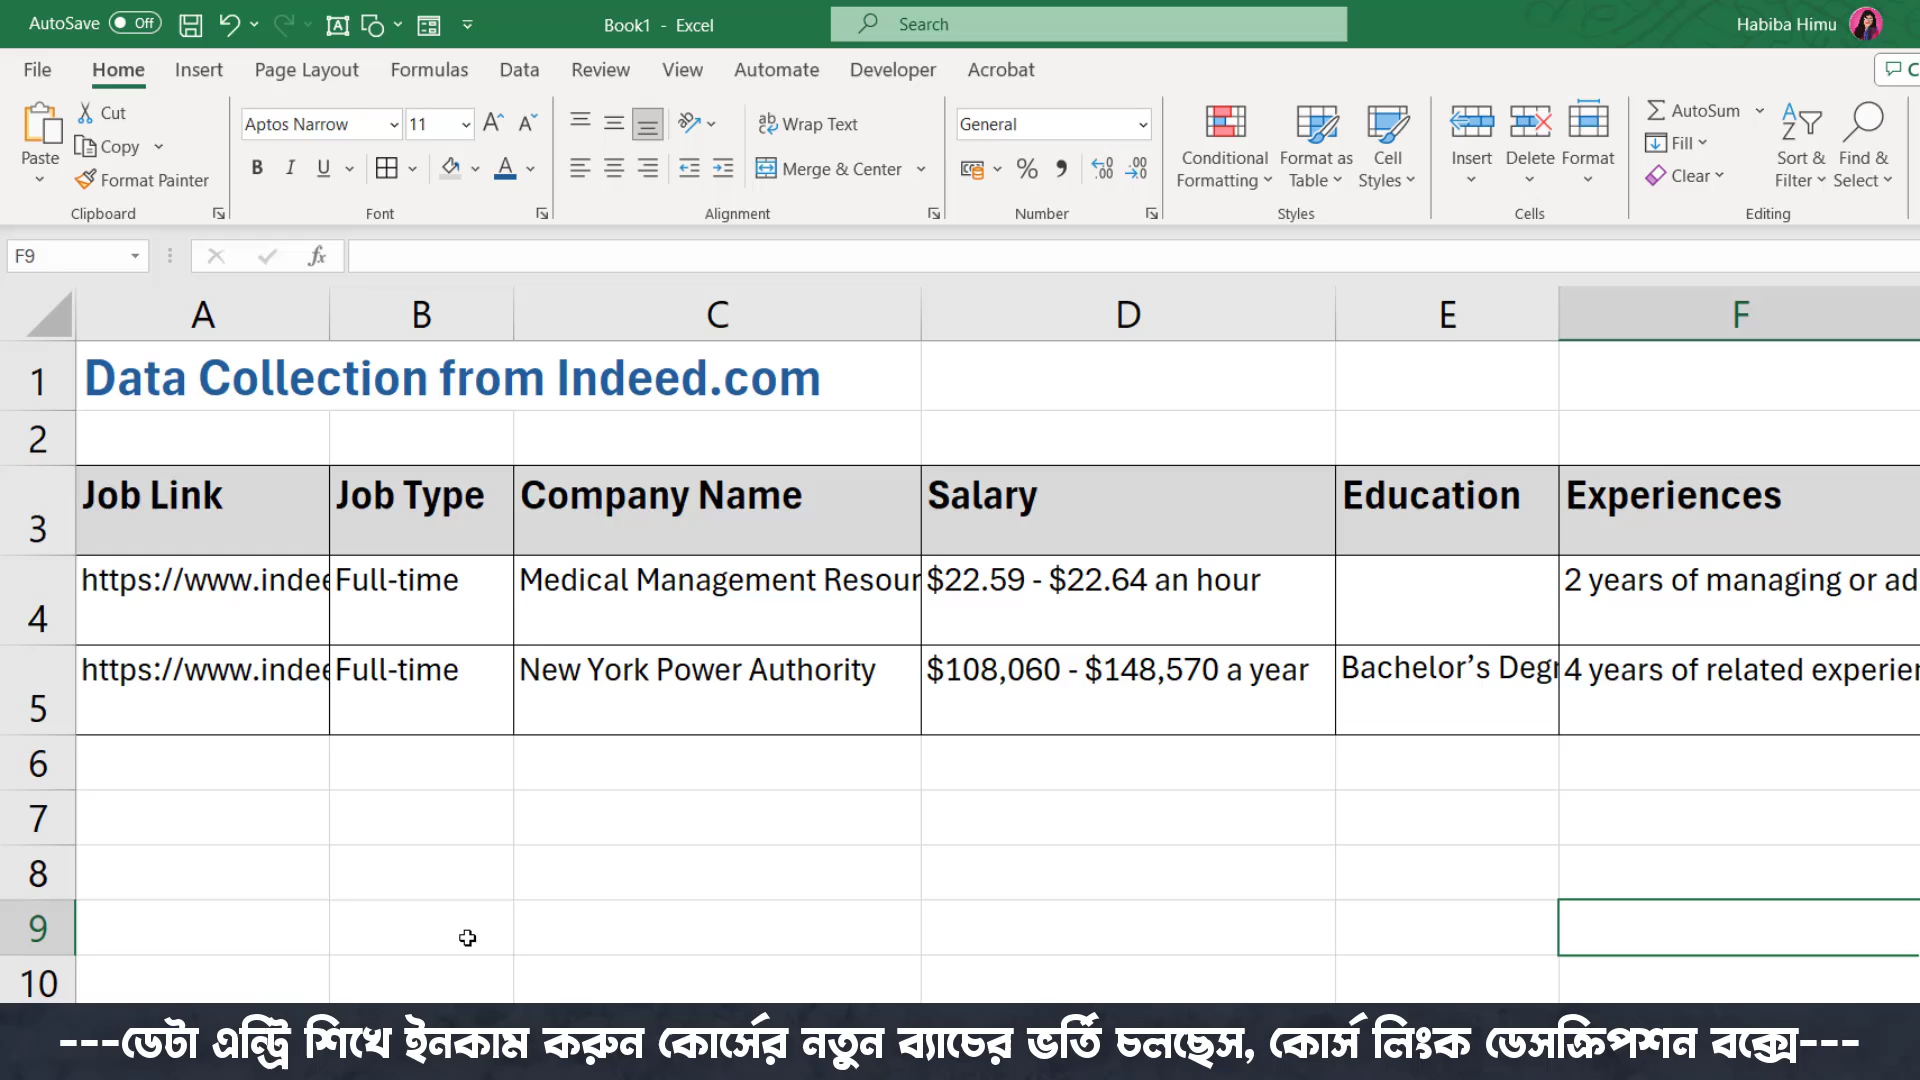 AutoSave Off Book1 - Excel Search Habiba Himu
File Home Insert Page Layout Formulas Data Review View Automate Developer Acrobat C
Paste Cut Copy Format Painter Clipboard
Aptos Narrow 11 B I U Font
Wrap Text Merge & Center Alignment
General % Number
Conditional Formatting Format as Table Cell Styles Styles
Insert Delete Format Cells
AutoSum Fill Clear Sort & Filter Find & Select Editing
F9 fx
A B C D E F
1 Data Collection from Indeed.com
2
3 Job Link Job Type Company Name Salary Education Experiences
4 https://www.indee Full-time Medical Management Resour $22.59 - $22.64 an hour 2 years of managing or ad
5 https://www.indee Full-time New York Power Authority $108,060 - $148,570 a year Bachelor’s Degr 4 years of related experier
6
7
8
9
10
---ডেটা এন্ট্রি শিখে ইনকাম করুন কোর্সের নতুন ব্যাচের ভর্তি চলছেস, কোর্স লিংক ডেসক্রিপশন বক্সে---